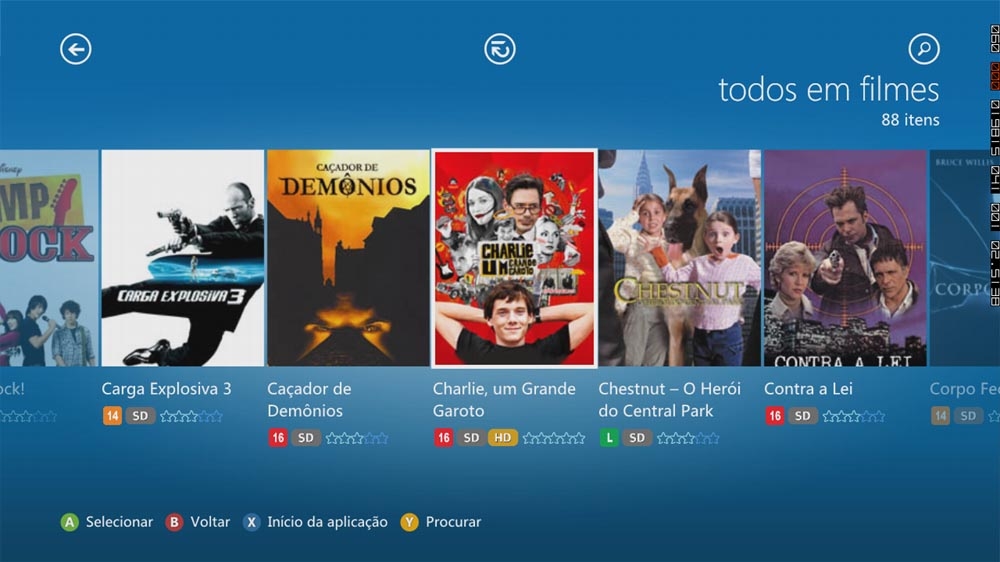 todos em filmes
88 itens
Disney
OCK
CARGA EXPLOSIVA 3
CAÇADOR DE
DEMÔNIOS
CHARLIE
UM GRANDE
GAROTO
CHESTNUT
CONTRA A LEI
BRUCE WILLIS
CORPO
ock!
Carga Explosiva 3
14 SD
Caçador de
Demônios
16 SD
Charlie, um Grande
Garoto
16 SD HD
Chestnut – O Herói
do Central Park
L SD
Contra a Lei
16 SD
Corpo Fe
14 SD
A Selecionar B Voltar X Início da aplicação Y Procurar